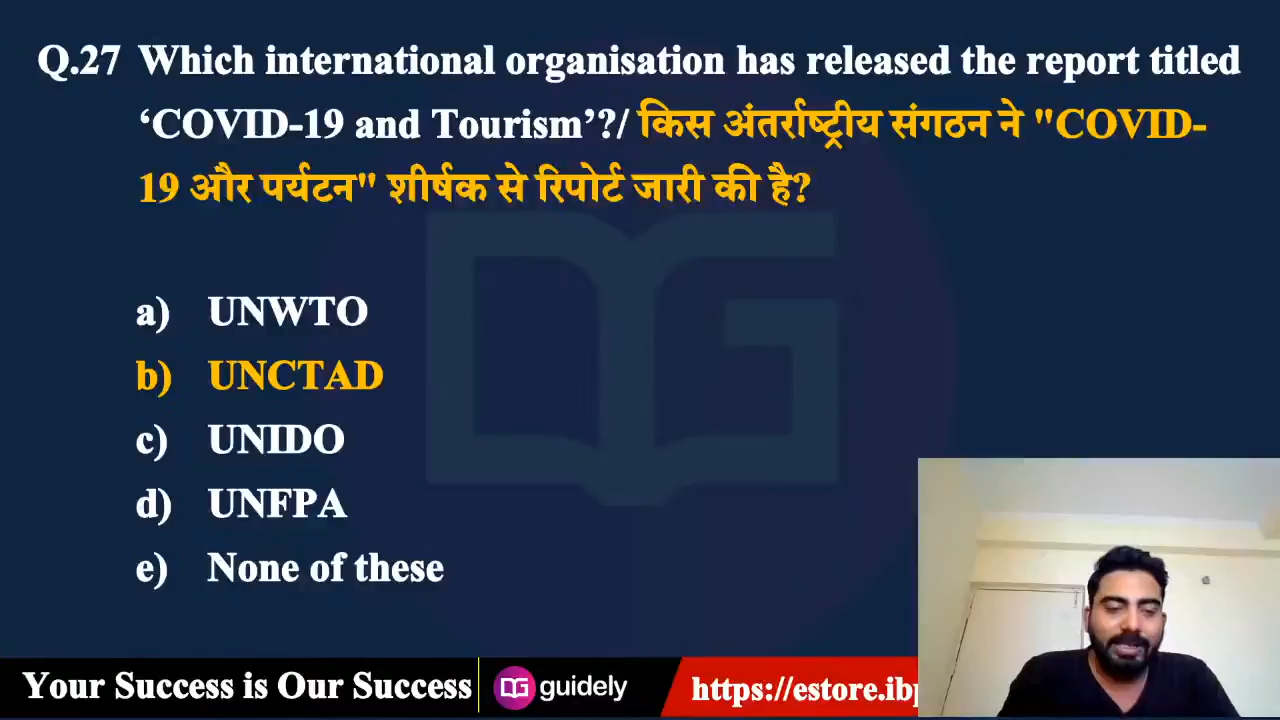 Q.27 Which international organisation has released the report titled
‘COVID-19 and Tourism’?/ किस अंतर्राष्ट्रीय संगठन ने "COVID-
19 और पर्यटन" शीर्षक से रिपोर्ट जारी की है?
a) UNWTO
b) UNCTAD
c) UNIDO
d) UNFPA
e) None of these
Your Success is Our Success guidely https://estore.ibp